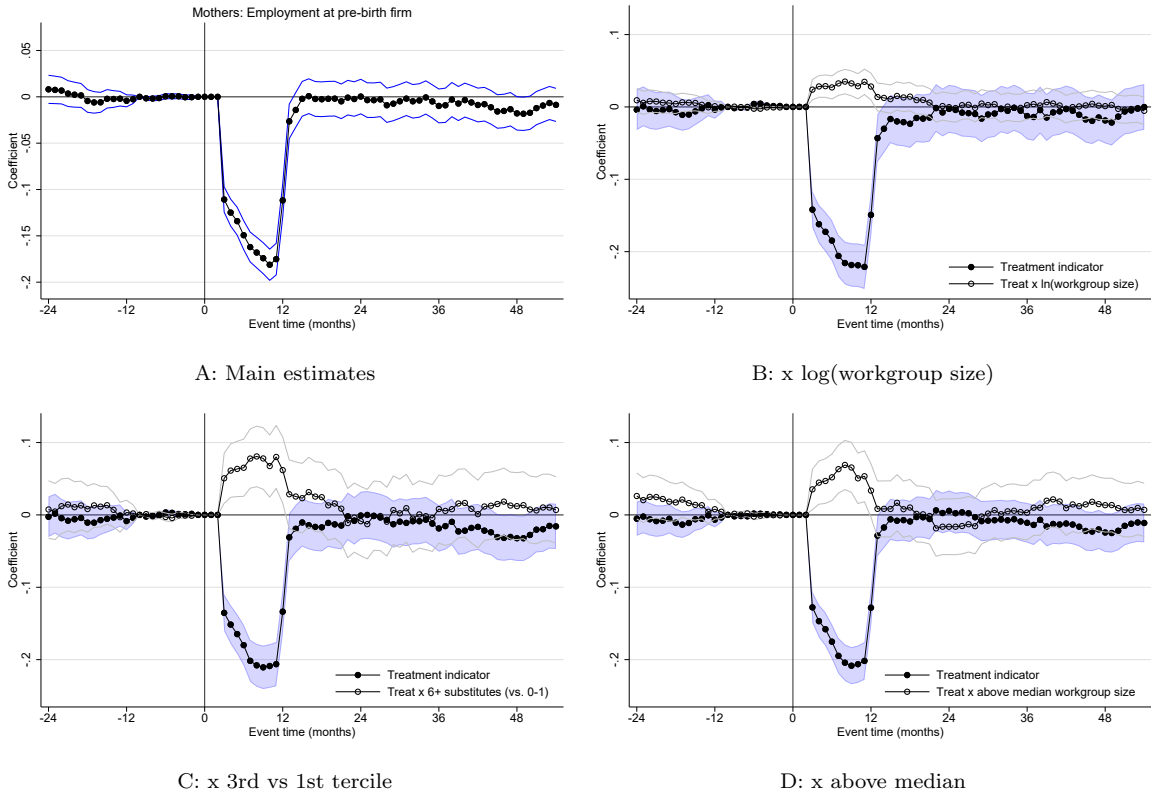 Mothers: Employment at pre-birth firm
Coefficient
.05
0
-.05
-.1
-.15
-.2
-24 -12 0 12 24 36 48
Event time (months)
A: Main estimates
Coefficient
.1
0
-.1
-.2
Treatment indicator
Treat x ln(workgroup size)
-24 -12 0 12 24 36 48
Event time (months)
B: x log(workgroup size)
Coefficient
.1
0
-.1
-.2
Treatment indicator
Treat x 6+ substitutes (vs. 0-1)
-24 -12 0 12 24 36 48
Event time (months)
C: x 3rd vs 1st tercile
Coefficient
.1
0
-.1
-.2
Treatment indicator
Treat x above median workgroup size
-24 -12 0 12 24 36 48
Event time (months)
D: x above median